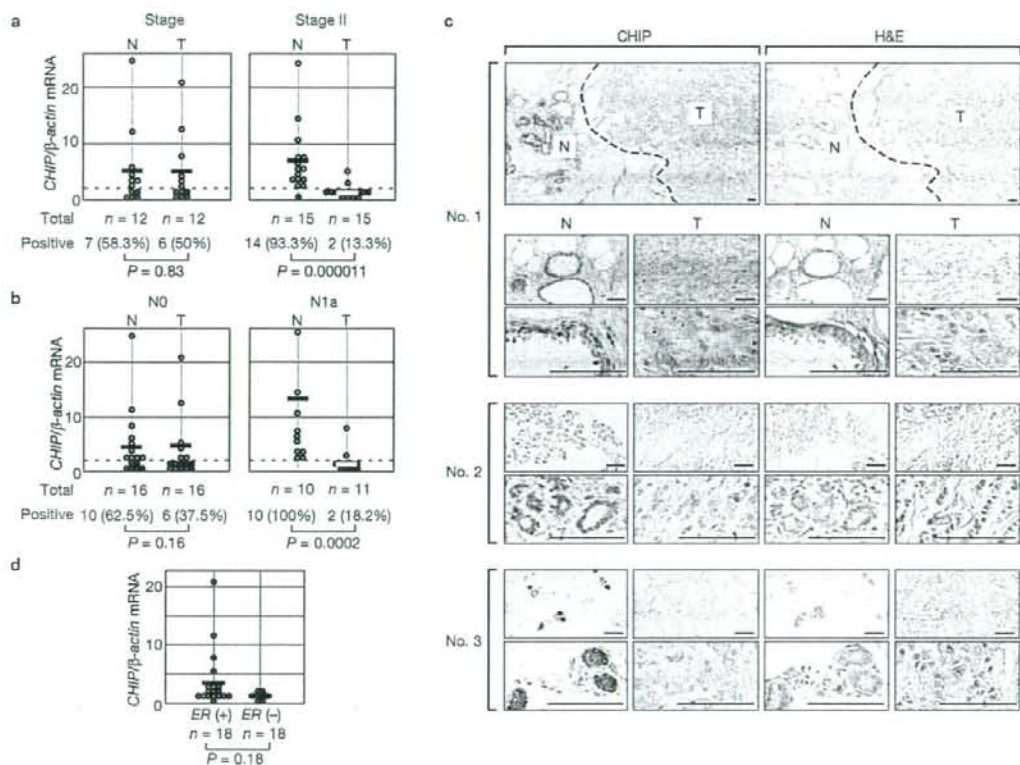 a
Stage
Stage II
N T N T
CHIP/β-actin mRNA
20
10
0
Total n = 12 n = 12 n = 15 n = 15
Positive 7 (58.3%) 6 (50%) 14 (93.3%) 2 (13.3%)
P = 0.83 P = 0.000011
b
N0 N1a
N T N T
CHIP/β-actin mRNA
20
10
0
Total n = 16 n = 16 n = 10 n = 11
Positive 10 (62.5%) 6 (37.5%) 10 (100%) 2 (18.2%)
P = 0.16 P = 0.0002
d
CHIP/β-actin mRNA
20
10
0
ER (+) ER (–)
n = 18 n = 18
P = 0.18
c
CHIP H&E
No. 1
N T N T
N T N T
No. 2
No. 3